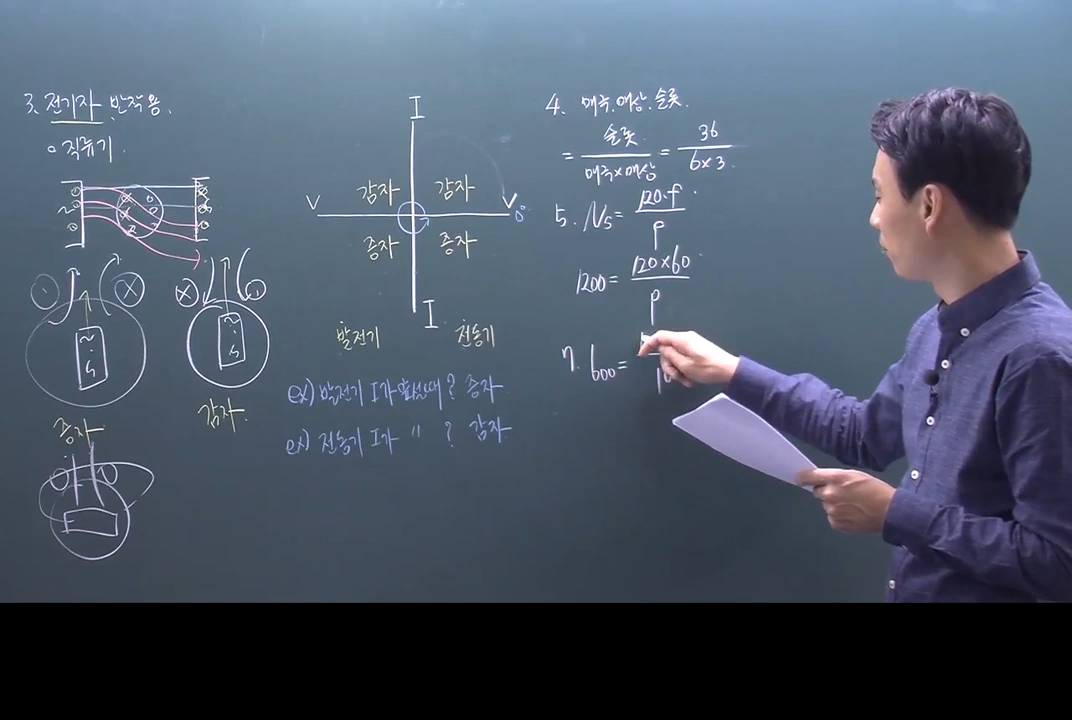 3. 전기자 반작용.
○ 직류기.
N
S
N
S
N
S
증자
감자
I
V
V
0°
감자
감자
증자
증자
I
발전기
전동기
ex) 발전기 I가 앞설때? 증자
ex) 전동기 I가 〃 ? 감자
4. 매극.매상.슬롯.
= 슬롯 / 매극×매상 = 36 / 6×3
5. Ns= 120.f / P
1200= 120×60 / P
7. 600=